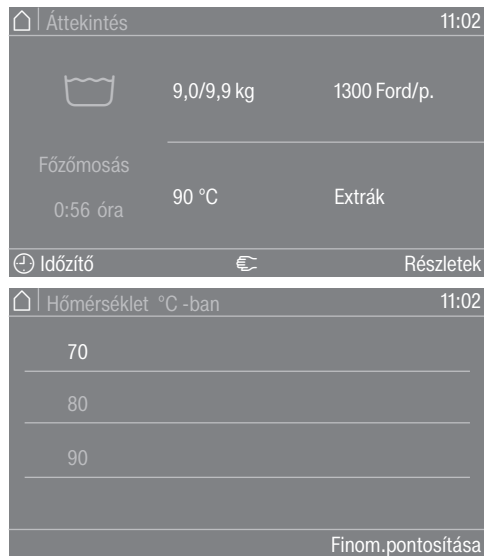 Áttekintés 11:02
9,0/9,9 kg 1300 Ford/p.
Főzőmosás
0:56 óra
90 °C Extrák
Időzítő Részletek
Hőmérséklet °C -ban 11:02
70
80
90
Finom.pontosítása